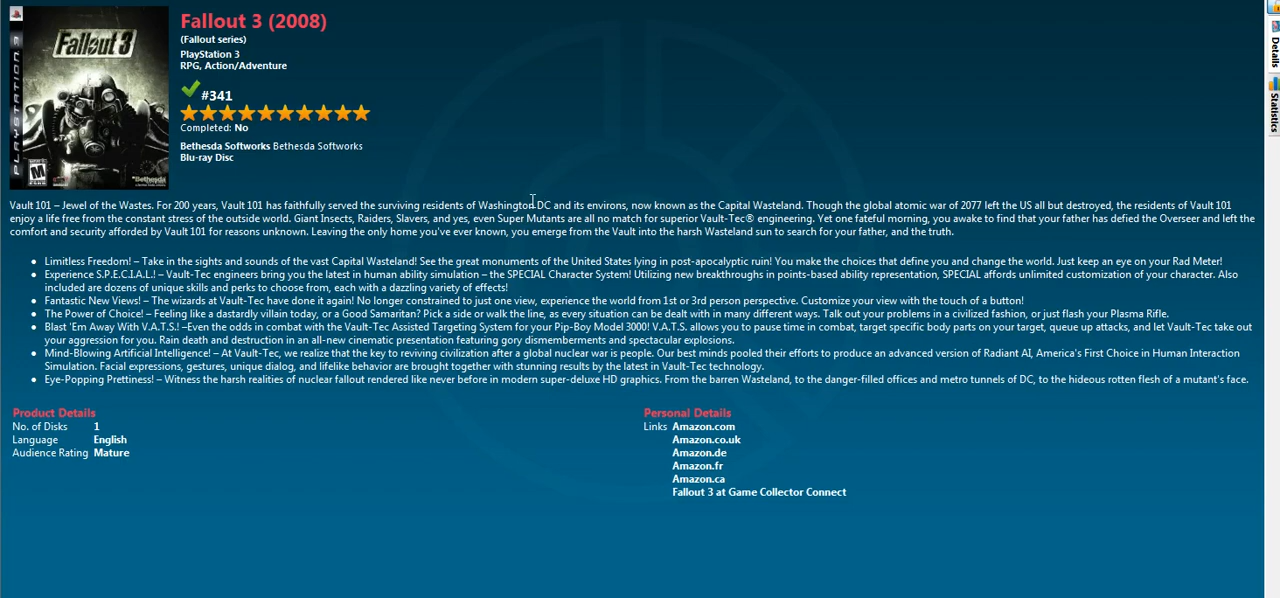 PLAYSTATION 3
Fallout 3
M
Bethesda
Fallout 3 (2008)
(Fallout series)
PlayStation 3
RPG, Action/Adventure
#341
Completed: No
Bethesda Softworks Bethesda Softworks
Blu-ray Disc
Vault 101 – Jewel of the Wastes. For 200 years, Vault 101 has faithfully served the surviving residents of Washington DC and its environs, now known as the Capital Wasteland. Though the global atomic war of 2077 left the US all but destroyed, the residents of Vault 101
enjoy a life free from the constant stress of the outside world. Giant Insects, Raiders, Slavers, and yes, even Super Mutants are all no match for superior Vault-Tec® engineering. Yet one fateful morning, you awake to find that your father has defied the Overseer and left the
comfort and security afforded by Vault 101 for reasons unknown. Leaving the only home you've ever known, you emerge from the Vault into the harsh Wasteland sun to search for your father, and the truth.
• Limitless Freedom! – Take in the sights and sounds of the vast Capital Wasteland! See the great monuments of the United States lying in post-apocalyptic ruin! You make the choices that define you and change the world. Just keep an eye on your Rad Meter!
• Experience S.P.E.C.I.A.L.! – Vault-Tec engineers bring you the latest in human ability simulation – the SPECIAL Character System! Utilizing new breakthroughs in points-based ability representation, SPECIAL affords unlimited customization of your character. Also
included are dozens of unique skills and perks to choose from, each with a dazzling variety of effects!
• Fantastic New Views! – The wizards at Vault-Tec have done it again! No longer constrained to just one view, experience the world from 1st or 3rd person perspective. Customize your view with the touch of a button!
• The Power of Choice! – Feeling like a dastardly villain today, or a Good Samaritan? Pick a side or walk the line, as every situation can be dealt with in many different ways. Talk out your problems in a civilized fashion, or just flash your Plasma Rifle.
• Blast 'Em Away With V.A.T.S.! –Even the odds in combat with the Vault-Tec Assisted Targeting System for your Pip-Boy Model 3000! V.A.T.S. allows you to pause time in combat, target specific body parts on your target, queue up attacks, and let Vault-Tec take out
your aggression for you. Rain death and destruction in an all-new cinematic presentation featuring gory dismemberments and spectacular explosions.
• Mind-Blowing Artificial Intelligence! – At Vault-Tec, we realize that the key to reviving civilization after a global nuclear war is people. Our best minds pooled their efforts to produce an advanced version of Radiant AI, America's First Choice in Human Interaction
Simulation. Facial expressions, gestures, unique dialog, and lifelike behavior are brought together with stunning results by the latest in Vault-Tec technology.
• Eye-Popping Prettiness! – Witness the harsh realities of nuclear fallout rendered like never before in modern super-deluxe HD graphics. From the barren Wasteland, to the danger-filled offices and metro tunnels of DC, to the hideous rotten flesh of a mutant's face.
Product Details
No. of Disks 1
Language English
Audience Rating Mature
Personal Details
Links Amazon.com
Amazon.co.uk
Amazon.de
Amazon.fr
Amazon.ca
Fallout 3 at Game Collector Connect
Details
Statistics